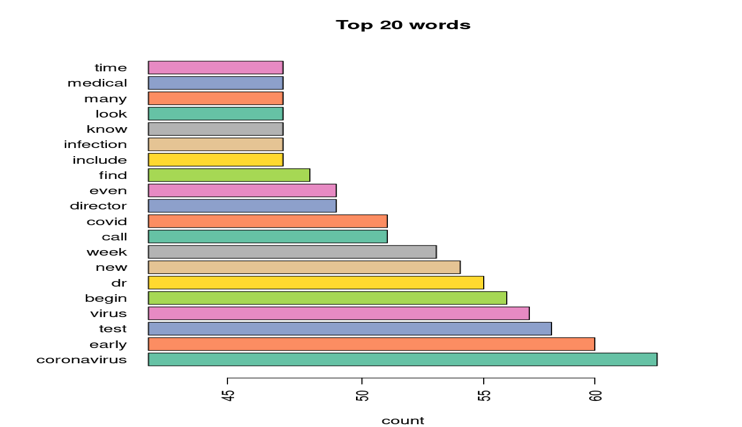 Top 20 words
time
medical
many
look
know
infection
include
find
even
director
covid
call
week
new
dr
begin
virus
test
early
coronavirus
45 50 55 60
count